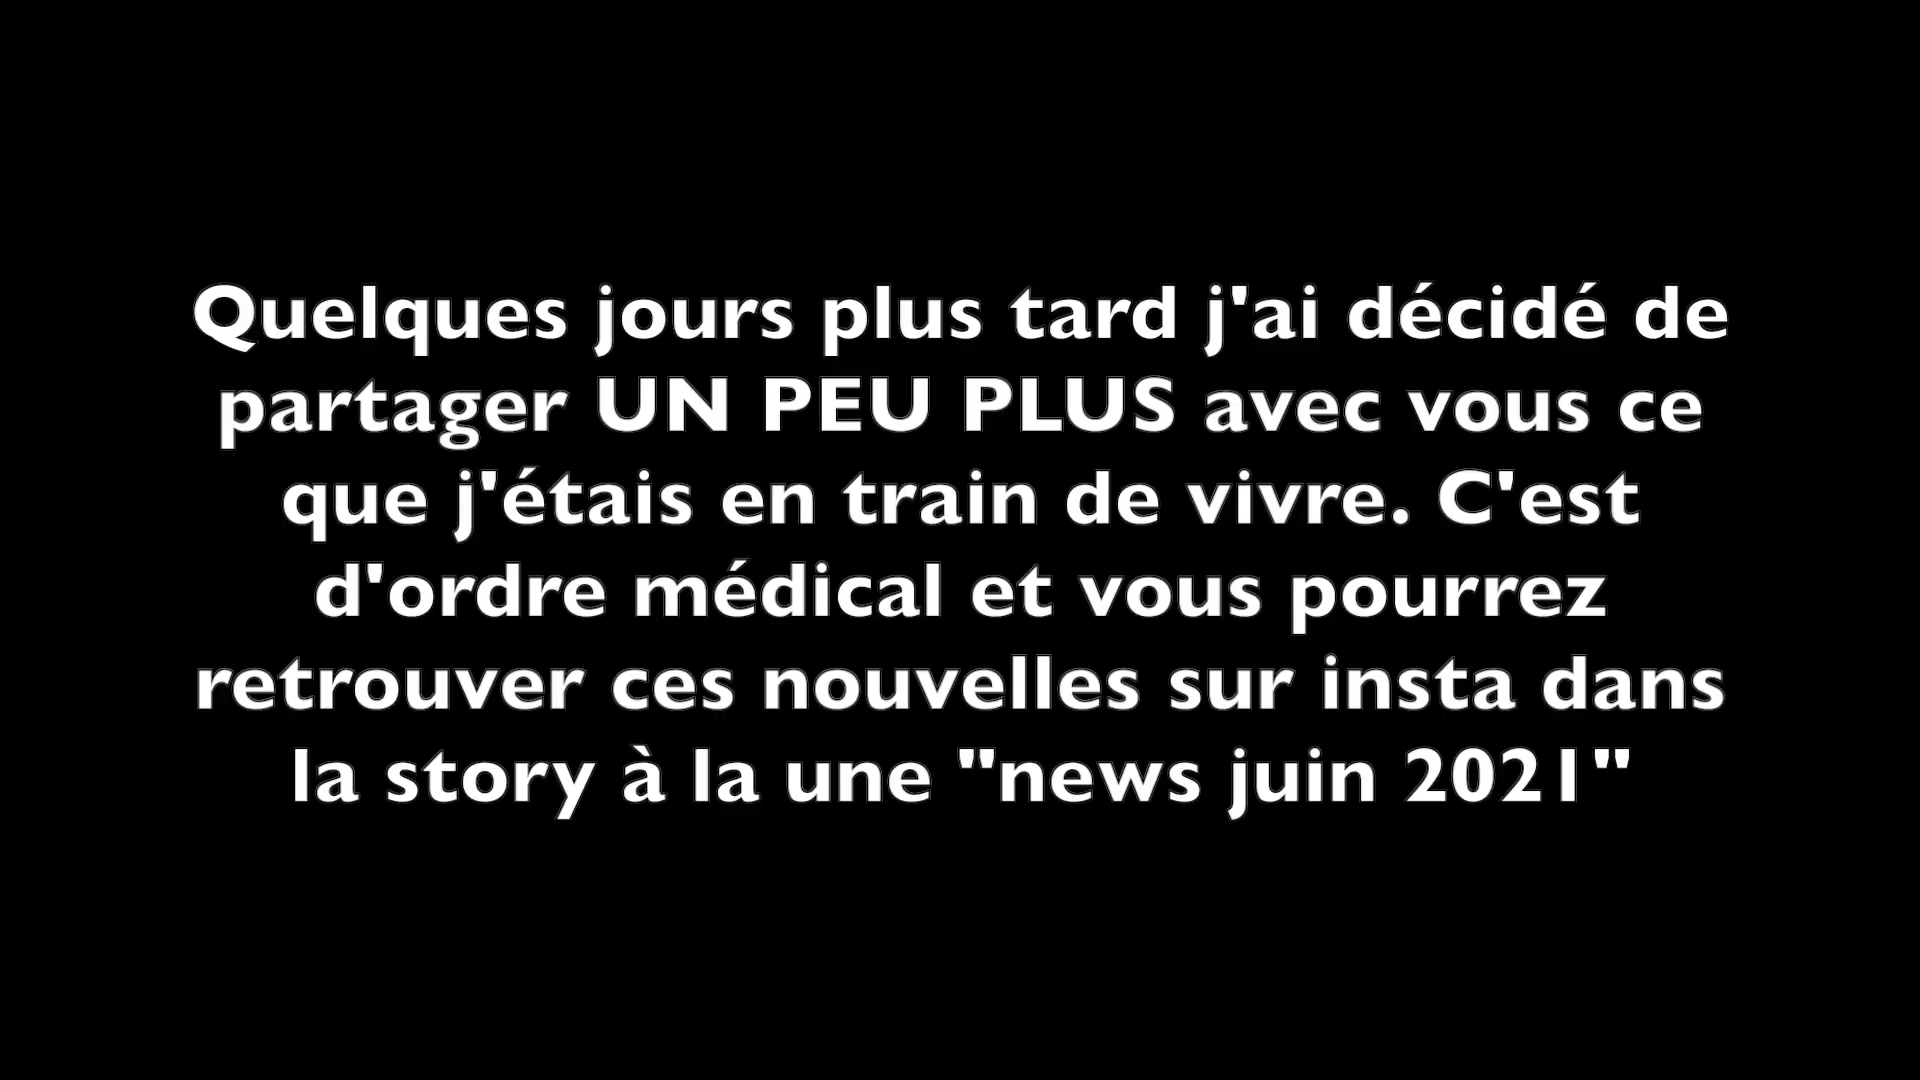 Quelques jours plus tard j'ai décidé de
partager UN PEU PLUS avec vous ce
que j'étais en train de vivre. C'est
d'ordre médical et vous pourrez
retrouver ces nouvelles sur insta dans
la story à la une "news juin 2021"